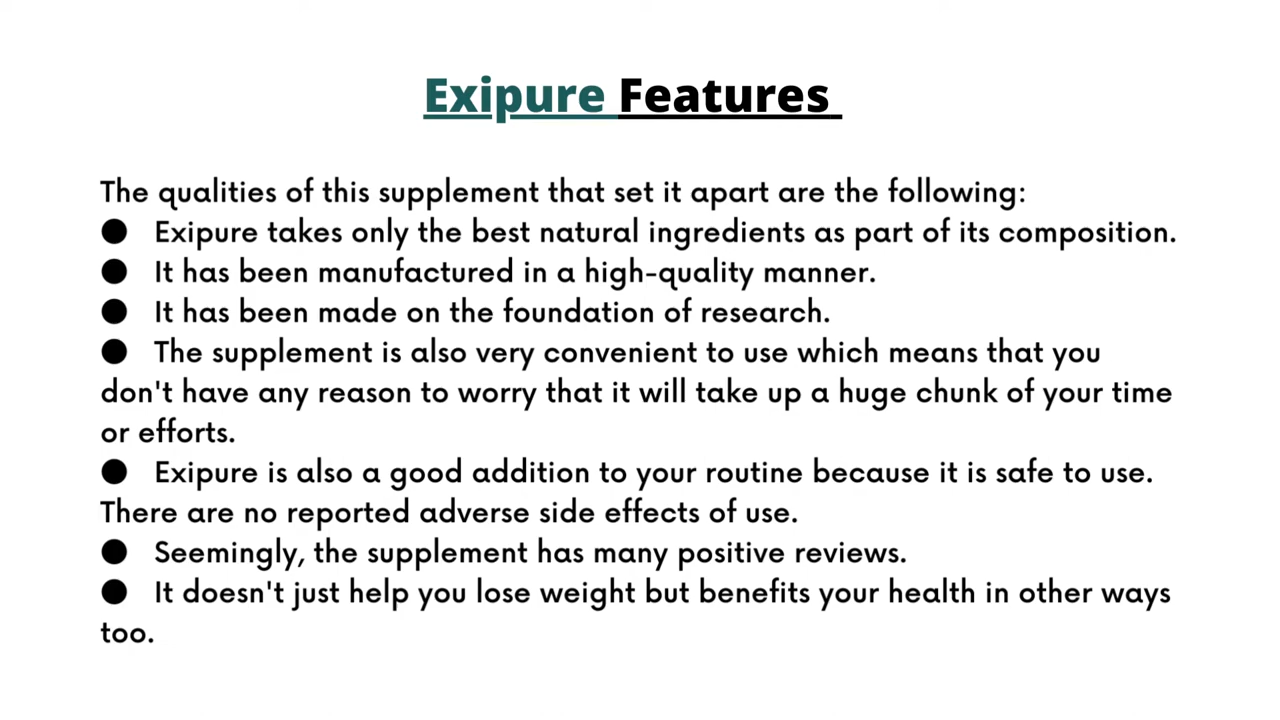 Exipure Features
The qualities of this supplement that set it apart are the following:
● Exipure takes only the best natural ingredients as part of its composition.
● It has been manufactured in a high-quality manner.
● It has been made on the foundation of research.
● The supplement is also very convenient to use which means that you
don't have any reason to worry that it will take up a huge chunk of your time
or efforts.
● Exipure is also a good addition to your routine because it is safe to use.
There are no reported adverse side effects of use.
● Seemingly, the supplement has many positive reviews.
● It doesn't just help you lose weight but benefits your health in other ways
too.